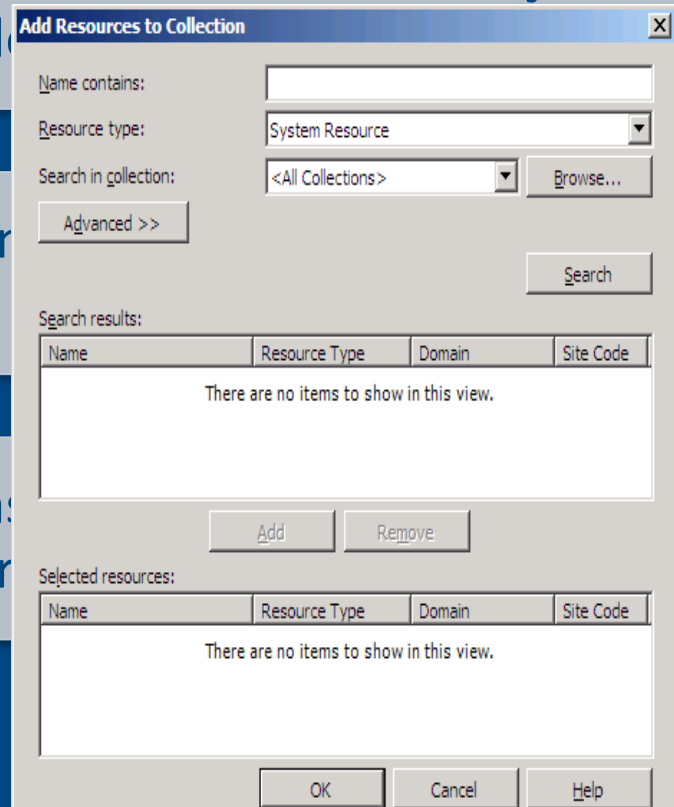 Add Resources to Collection X
Name contains:
Resource type: System Resource
Search in collection: <All Collections> Browse...
Advanced >>
Search
Search results:
Name Resource Type Domain Site Code
There are no items to show in this view.
Add Remove
Selected resources:
Name Resource Type Domain Site Code
There are no items to show in this view.
OK Cancel Help